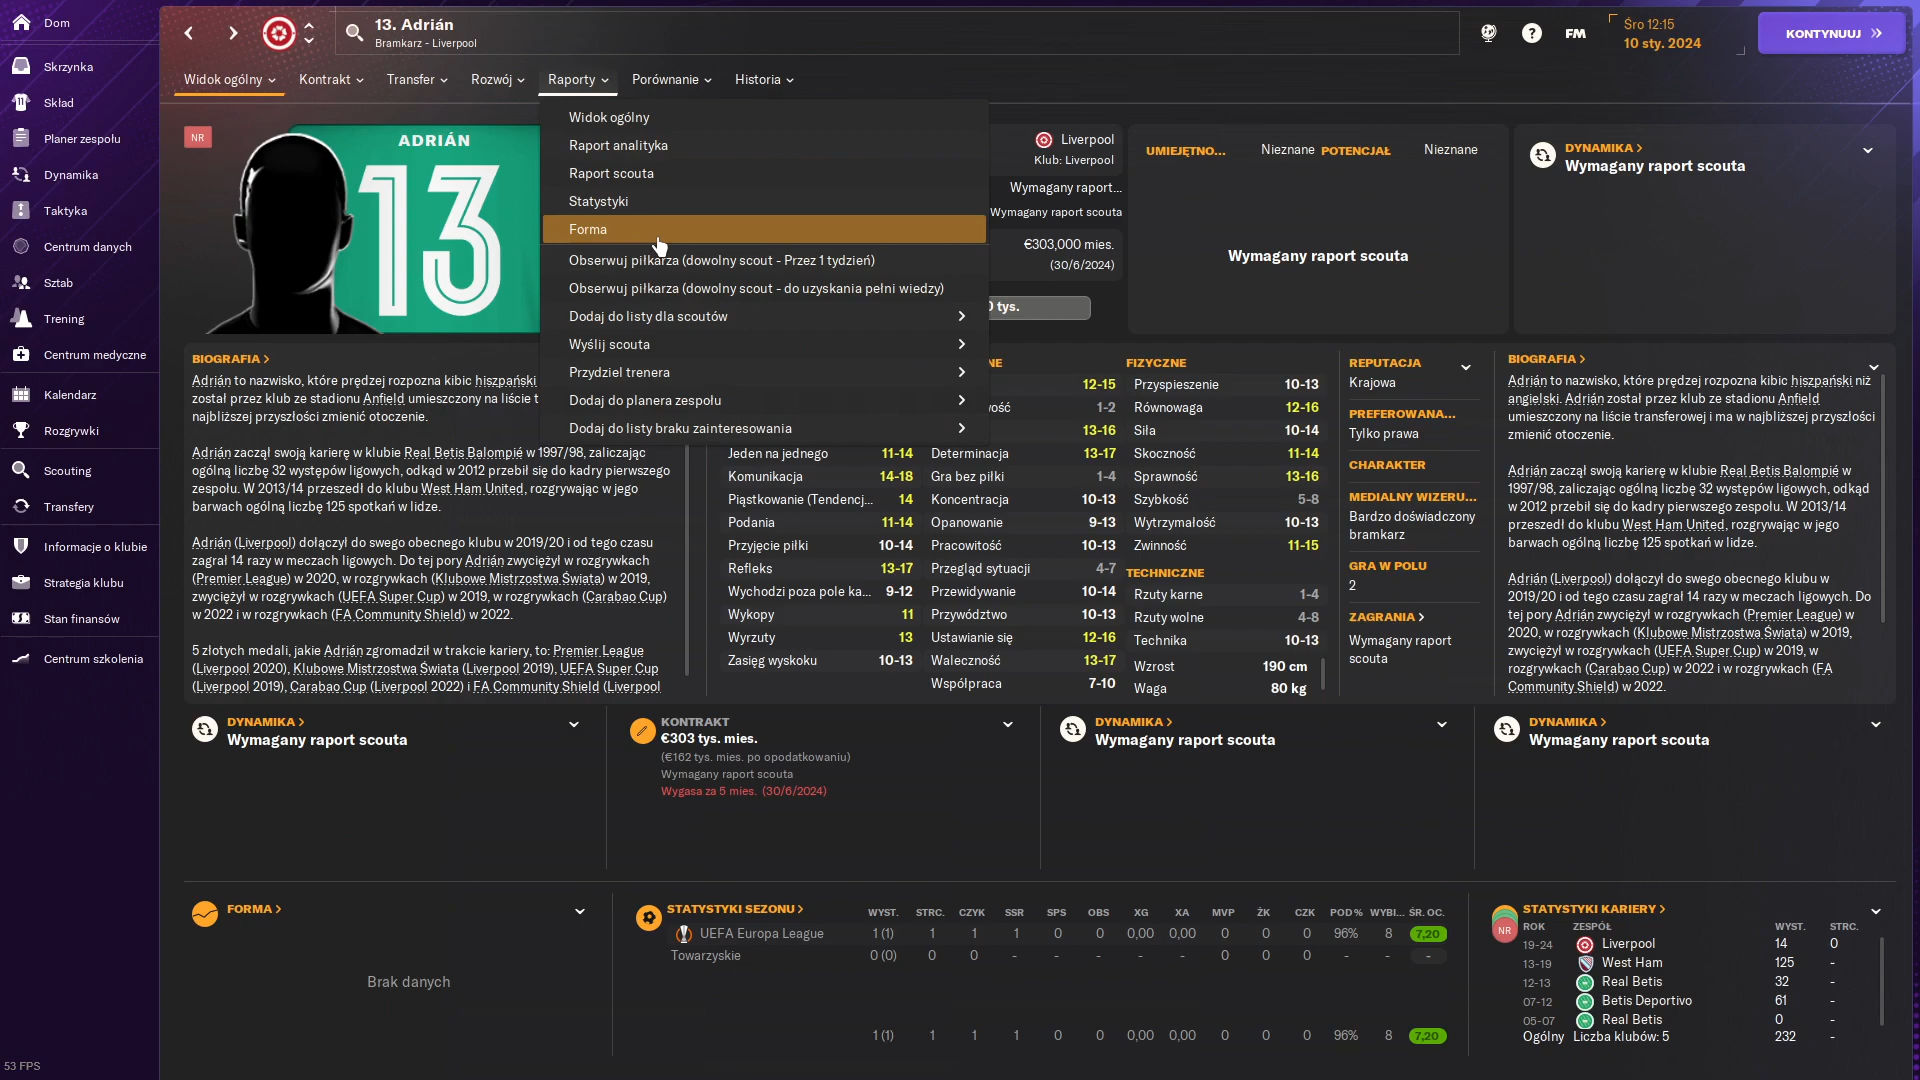 Dom
Skrzynka
Skład
Planer zespołu
Dynamika
Taktyka
Centrum danych
Sztab
Trening
Centrum medyczne
Kalendarz
Rozgrywki
Scouting
Transfery
Informacje o klubie
Strategia klubu
Stan finansów
Centrum szkolenia
53 FPS
13. Adrián
Bramkarz - Liverpool
FM
Śro 12:15
10 sty. 2024
KONTYNUUJ
Widok ogólny Kontrakt Transfer Rozwój Raporty Porównanie Historia
Widok ogólny
Raport analityka
Raport scouta
Statystyki
Forma
Obserwuj piłkarza (dowolny scout - Przez 1 tydzień)
Obserwuj piłkarza (dowolny scout - do uzyskania pełni wiedzy)
Dodaj do listy dla scoutów
Wyślij scouta
Przydziel trenera
Dodaj do planera zespołu
Dodaj do listy braku zainteresowania
NR
ADRIÁN
13
Liverpool
Klub: Liverpool
Wymagany raport...
Wymagany raport scouta
€303,000 mies.
(30/6/2024)
tys.
UMIEJĘTNO... Nieznane POTENCJAŁ Nieznane
Wymagany raport scouta
DYNAMIKA
Wymagany raport scouta
BIOGRAFIA
Adrián to nazwisko, które prędzej rozpozna kibic hiszpański
został przez klub ze stadionu Anfield umieszczony na liście t
najbliższej przyszłości zmienić otoczenie.
Adrián zaczął swoją karierę w klubie Real Betis Balompié w 1997/98, zaliczając
ogólną liczbę 32 występów ligowych, odkąd w 2012 przebił się do kadry pierwszego
zespołu. W 2013/14 przeszedł do klubu West Ham United, rozgrywając w jego
barwach ogólną liczbę 125 spotkań w lidze.
Adrián (Liverpool) dołączył do swego obecnego klubu w 2019/20 i od tego czasu
zagrał 14 razy w meczach ligowych. Do tej pory Adrián zwyciężył w rozgrywkach
(Premier League) w 2020, w rozgrywkach (Klubowe Mistrzostwa Świata) w 2019,
zwyciężył w rozgrywkach (UEFA Super Cup) w 2019, w rozgrywkach (Carabao Cup)
w 2022 i w rozgrywkach (FA Community Shield) w 2022.
5 złotych medali, jakie Adrián zgromadził w trakcie kariery, to: Premier League
(Liverpool 2020), Klubowe Mistrzostwa Świata (Liverpool 2019), UEFA Super Cup
(Liverpool 2019), Carabao Cup (Liverpool 2022) i FA Community Shield (Liverpool
Jeden na jednego 11-14
Komunikacja 14-18
Piąstkowanie (Tendencj... 14
Podania 11-14
Przyjęcie piłki 10-14
Refleks 13-17
Wychodzi poza pole ka... 9-12
Wykopy 11
Wyrzuty 13
Zasięg wyskoku 10-13
NE
12-15
wość 1-2
13-16
Determinacja 13-17
Gra bez piłki 1-4
Koncentracja 10-13
Opanowanie 9-13
Pracowitość 10-13
Przegląd sytuacji 4-7
Przewidywanie 10-14
Przywództwo 10-13
Ustawianie się 12-16
Waleczność 13-17
Współpraca 7-10
FIZYCZNE
Przyspieszenie 10-13
Równowaga 12-16
Siła 10-14
Skoczność 11-14
Sprawność 13-16
Szybkość 5-8
Wytrzymałość 10-13
Zwinność 11-15
TECHNICZNE
Rzuty karne 1-4
Rzuty wolne 4-8
Technika 10-13
Wzrost 190 cm
Waga 80 kg
REPUTACJA
Krajowa
PREFEROWANA...
Tylko prawa
CHARAKTER
MEDIALNY WIZERU...
Bardzo doświadczony
bramkarz
GRA W POLU
2
ZAGRANIA
Wymagany raport
scouta
BIOGRAFIA
Adrián to nazwisko, które prędzej rozpozna kibic hiszpański niż
angielski. Adrián został przez klub ze stadionu Anfield
umieszczony na liście transferowej i ma w najbliższej przyszłości
zmienić otoczenie.
Adrián zaczął swoją karierę w klubie Real Betis Balompié w
1997/98, zaliczając ogólną liczbę 32 występów ligowych, odkąd
w 2012 przebił się do kadry pierwszego zespołu. W 2013/14
przeszedł do klubu West Ham United, rozgrywając w jego
barwach ogólną liczbę 125 spotkań w lidze.
Adrián (Liverpool) dołączył do swego obecnego klubu w
2019/20 i od tego czasu zagrał 14 razy w meczach ligowych. Do
tej pory Adrián zwyciężył w rozgrywkach (Premier League) w
2020, w rozgrywkach (Klubowe Mistrzostwa Świata) w 2019,
zwyciężył w rozgrywkach (UEFA Super Cup) w 2019, w
rozgrywkach (Carabao Cup) w 2022 i w rozgrywkach (FA
Community Shield) w 2022.
DYNAMIKA
Wymagany raport scouta
KONTRAKT
€303 tys. mies.
(€162 tys. mies. po opodatkowaniu)
Wymagany raport scouta
Wygasa za 5 mies. (30/6/2024)
DYNAMIKA
Wymagany raport scouta
DYNAMIKA
Wymagany raport scouta
FORMA
Brak danych
STATYSTYKI SEZONU WYST. STRC. CZYK SSR SPS OBS XG XA MVP ŻK CZK POD% WYBI... ŚR. OC.
UEFA Europa League 1 (1) 1 1 1 0 0 0,00 0,00 0 0 0 96% 8 7,20
Towarzyskie 0 (0) 0 0 - - - - - 0 0 0 - - -
1 (1) 1 1 1 0 0 0,00 0,00 0 0 0 96% 8 7,20
STATYSTYKI KARIERY
NR
ROK ZESPÓŁ WYST. STRC.
19-24 Liverpool 14 0
13-19 West Ham 125 -
12-13 Real Betis 32 -
07-12 Betis Deportivo 61 -
05-07 Real Betis 0 -
Ogólny Liczba klubów: 5 232 -